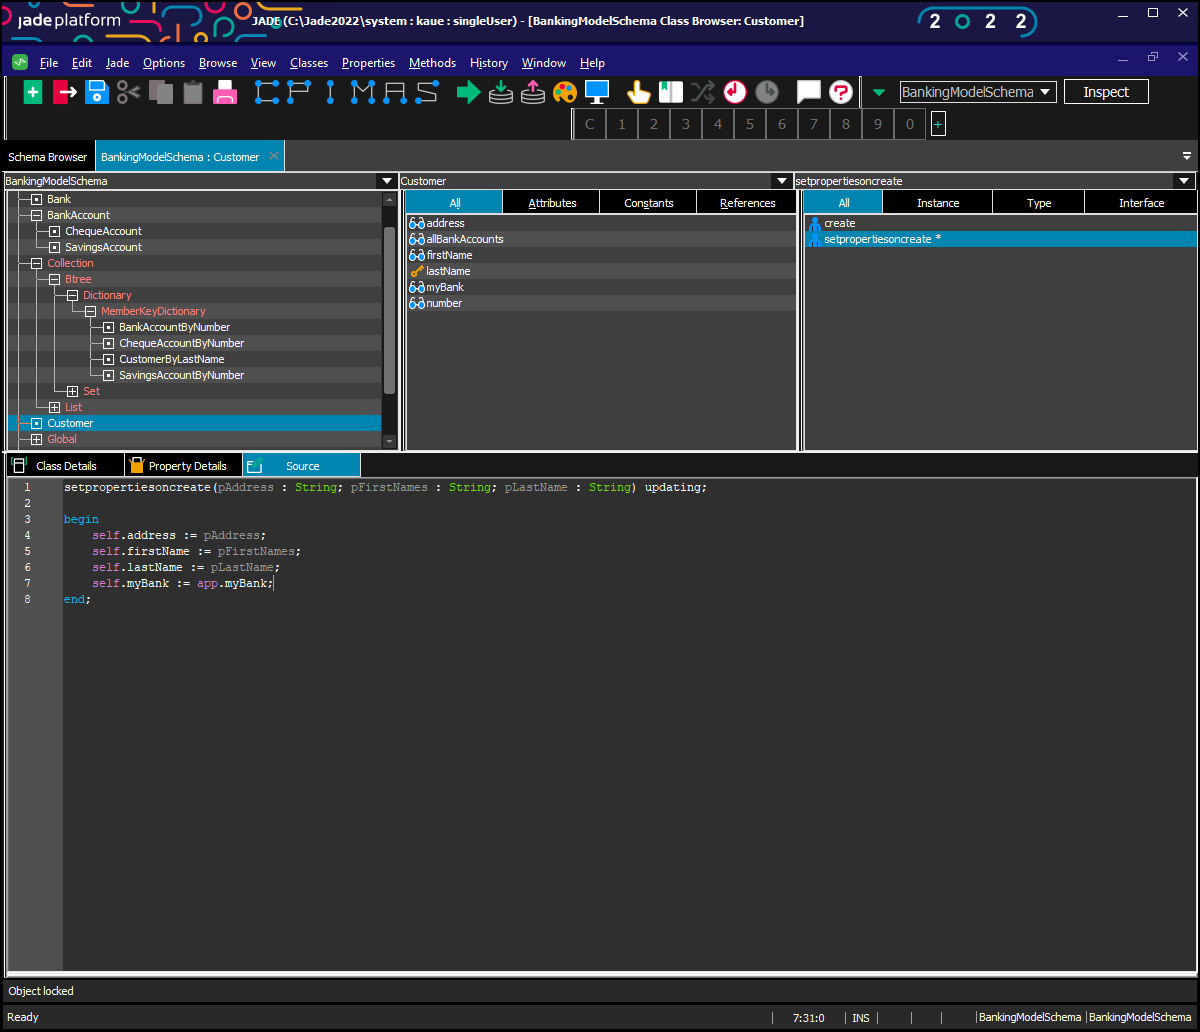 jade platform
JADE (C:\Jade2022\system : kaue : singleUser) - [BankingModelSchema Class Browser: Customer]
2 0 2 2
File Edit Jade Options Browse View Classes Properties Methods History Window Help
C P I M A S
BankingModelSchema
Inspect
C 1 2 3 4 5 6 7 8 9 0 +
Schema Browser
BankingModelSchema : Customer
BankingModelSchema
Bank
BankAccount
ChequeAccount
SavingsAccount
Collection
Btree
Dictionary
MemberKeyDictionary
BankAccountByNumber
ChequeAccountByNumber
CustomerByLastName
SavingsAccountByNumber
Set
List
Customer
Global
Customer
All Attributes Constants References
address
allBankAccounts
firstName
lastName
myBank
number
setpropertiesoncreate
All Instance Type Interface
create
setpropertiesoncreate *
Class Details Property Details Source
1 setpropertiesoncreate(pAddress : String; pFirstNames : String; pLastName : String) updating;
2
3 begin
4 self.address := pAddress;
5 self.firstName := pFirstNames;
6 self.lastName := pLastName;
7 self.myBank := app.myBank;
8 end;
Object locked
Ready 7:31:0 INS BankingModelSchema BankingModelSchema